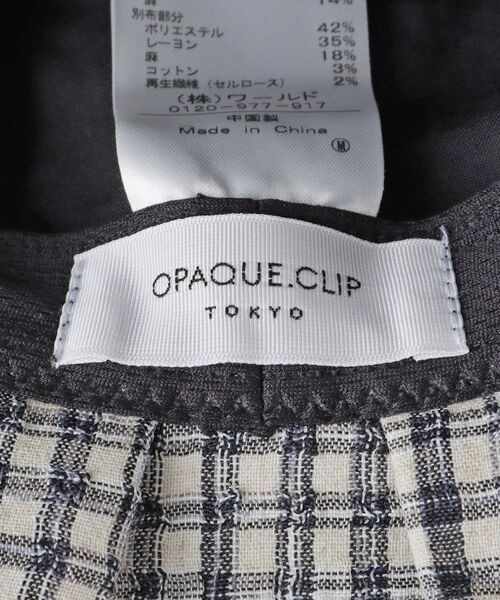 麻 14%
別布部分
ポリエステル 42%
レーヨン 35%
麻 18%
コットン 3%
再生繊維(セルロース) 2%
(株)ワールド
0120-977-917
中国製
Made in China
M
OPAQUE.CLIP
TOKYO